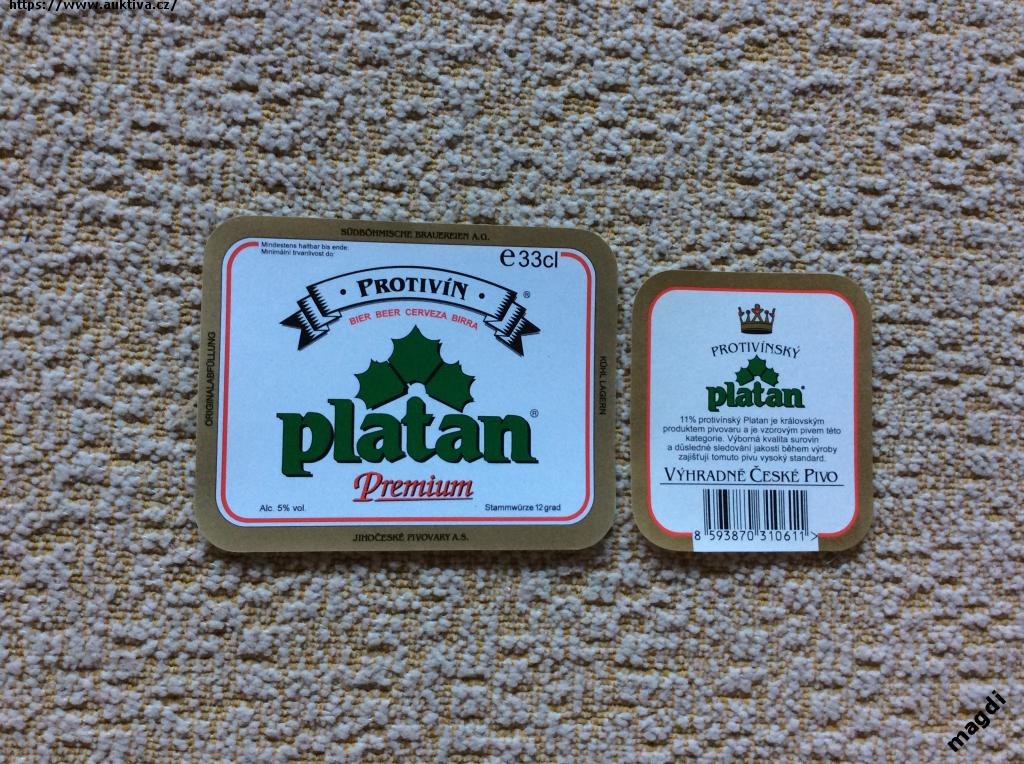 https://www.auktiva.cz/
SÜDBÖHMISCHE BRAUEREIEN A.G.
Mindestens haltbar bis ende:
Minimální trvanlivost do:
e 33cl
· PROTIVÍN · ®
BIER BEER CERVEZA BIRRA
ORIGINALABFÜLLUNG
KÜHL LAGERN
platan®
Premium
Alc. 5% vol.
Stammwürze 12 grad
JIHOČESKÉ PIVOVARY A.S.
PROTIVÍNSKÝ
platan®
11% protivínský Platan je královským
produktem pivovaru a je vzorovým pivem této
kategorie. Výborná kvalita surovin
a důsledné sledování jakosti během výroby
zajišťují tomuto pivu vysoký standard.
VÝHRADNĚ ČESKÉ PIVO
8 593870 310611 >
magdi